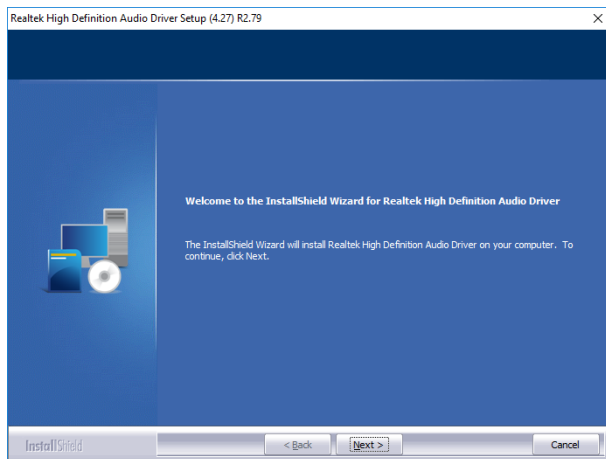 Realtek High Definition Audio Driver Setup (4.27) R2.79
Welcome to the InstallShield Wizard for Realtek High Definition Audio Driver
The InstallShield Wizard will install Realtek High Definition Audio Driver on your computer. To
continue, click Next.
InstallShield
< Back
Next >
Cancel